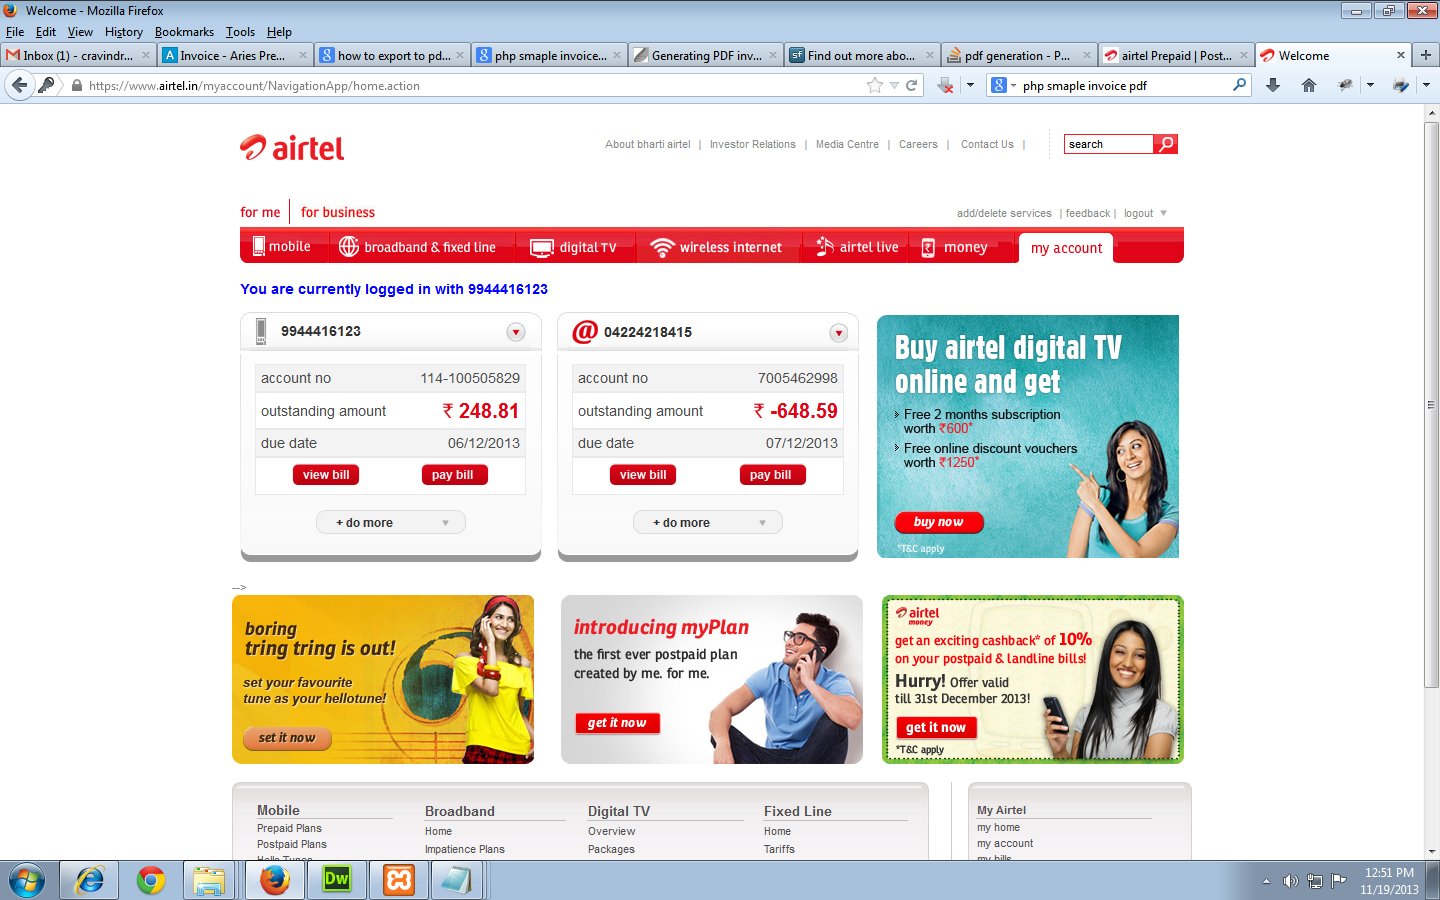 Welcome - Mozilla Firefox
File Edit View History Bookmarks Tools Help
Inbox (1) - cravindr... Invoice - Aries Pre... how to export to pd... php smaple invoice... Generating PDF inv... Find out more abo... pdf generation - P... airtel Prepaid | Post... Welcome
https://www.airtel.in/myaccount/NavigationApp/home.action php smaple invoice pdf
airtel
About bharti airtel | Investor Relations | Media Centre | Careers | Contact Us | search
for me | for business
add/delete services | feedback | logout
mobile broadband & fixed line digital TV wireless internet airtel live money my account
You are currently logged in with 9944416123
9944416123
account no 114-100505829
outstanding amount ₹ 248.81
due date 06/12/2013
view bill pay bill
+ do more
@ 04224218415
account no 7005462998
outstanding amount ₹ -648.59
due date 07/12/2013
view bill pay bill
+ do more
Buy airtel digital TV
online and get
Free 2 months subscription
worth ₹600*
Free online discount vouchers
worth ₹1250*
buy now
*T&C apply
-->
boring
tring tring is out!
set your favourite
tune as your hellotune!
set it now
introducing myPlan
the first ever postpaid plan
created by me. for me.
get it now
airtel
money
get an exciting cashback* of 10%
on your postpaid & landline bills!
Hurry! Offer valid
till 31st December 2013!
get it now
*T&C apply
Mobile
Prepaid Plans
Postpaid Plans
Hello Tunes
Broadband
Home
Impatience Plans
Digital TV
Overview
Packages
Fixed Line
Home
Tariffs
My Airtel
my home
my account
my bills
Dw
12:51 PM
11/19/2013